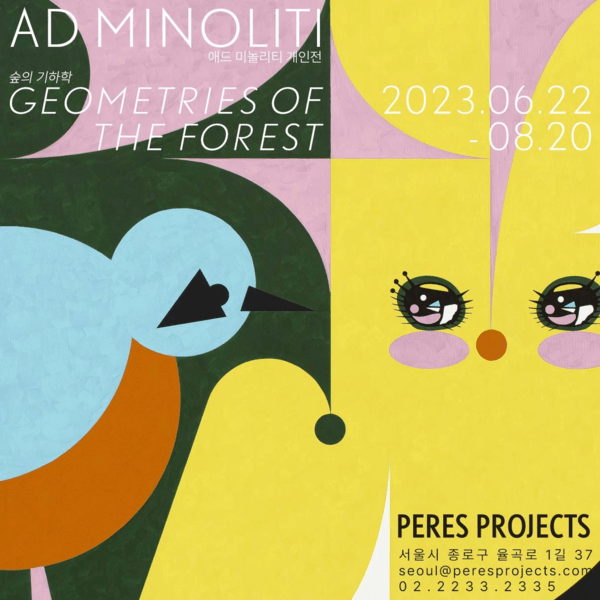 AD MINOLITI
애드 미놀리티 개인전
숲의 기하학
GEOMETRIES OF
THE FOREST
2023.06.22
- 08.20
PERES PROJECTS
서울시 종로구 율곡로 1길 37
seoul@peresprojects.com
02.2233.2335